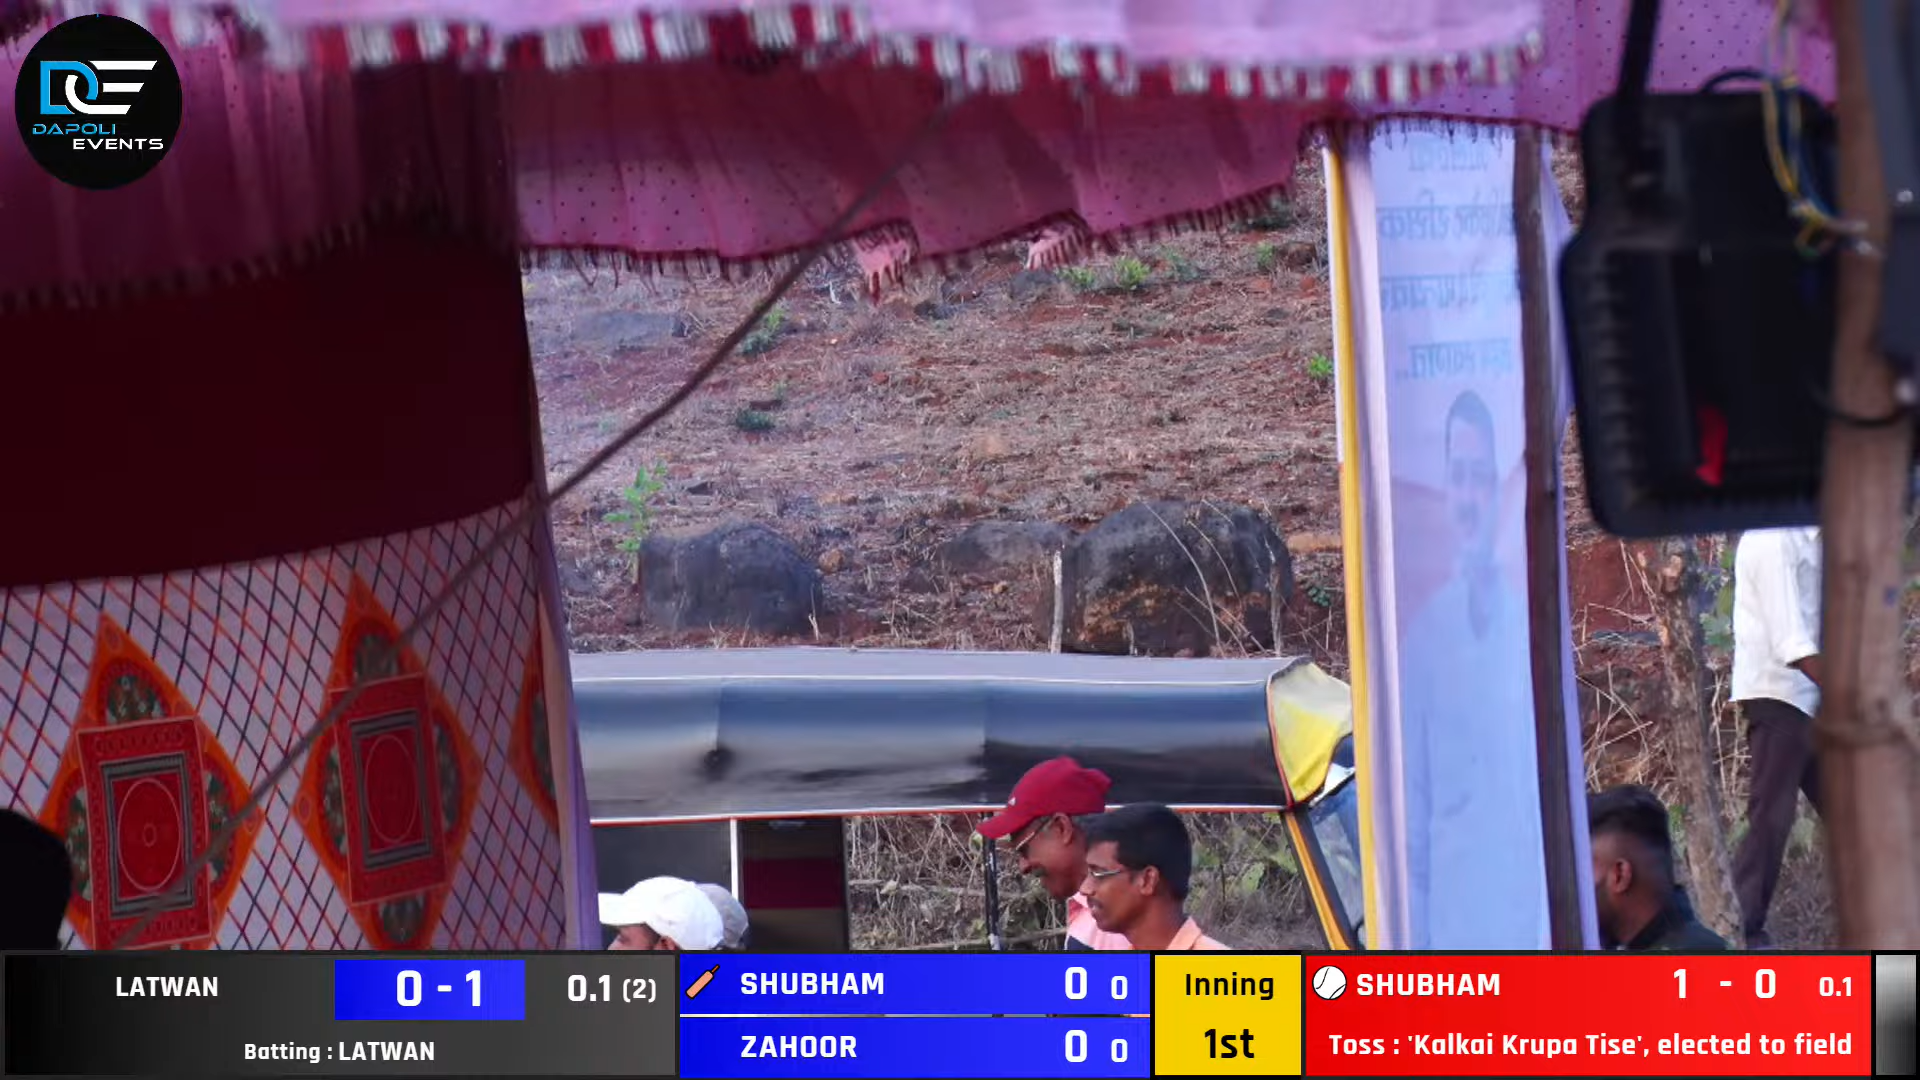 DAPOLI
EVENTS
LATWAN 0 - 1 0.1 (2)
Batting : LATWAN
SHUBHAM 0 0
ZAHOOR 0 0
Inning
1st
SHUBHAM 1 - 0 0.1
Toss : 'Kalkai Krupa Tise', elected to field